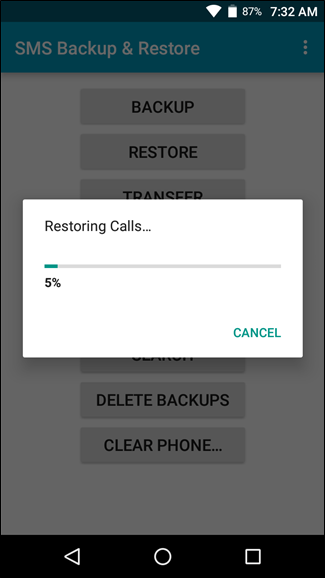 87% 7:32 AM
SMS Backup & Restore
BACKUP
RESTORE
TRANSFER
Restoring Calls...
5%
CANCEL
SEARCH
DELETE BACKUPS
CLEAR PHONE...